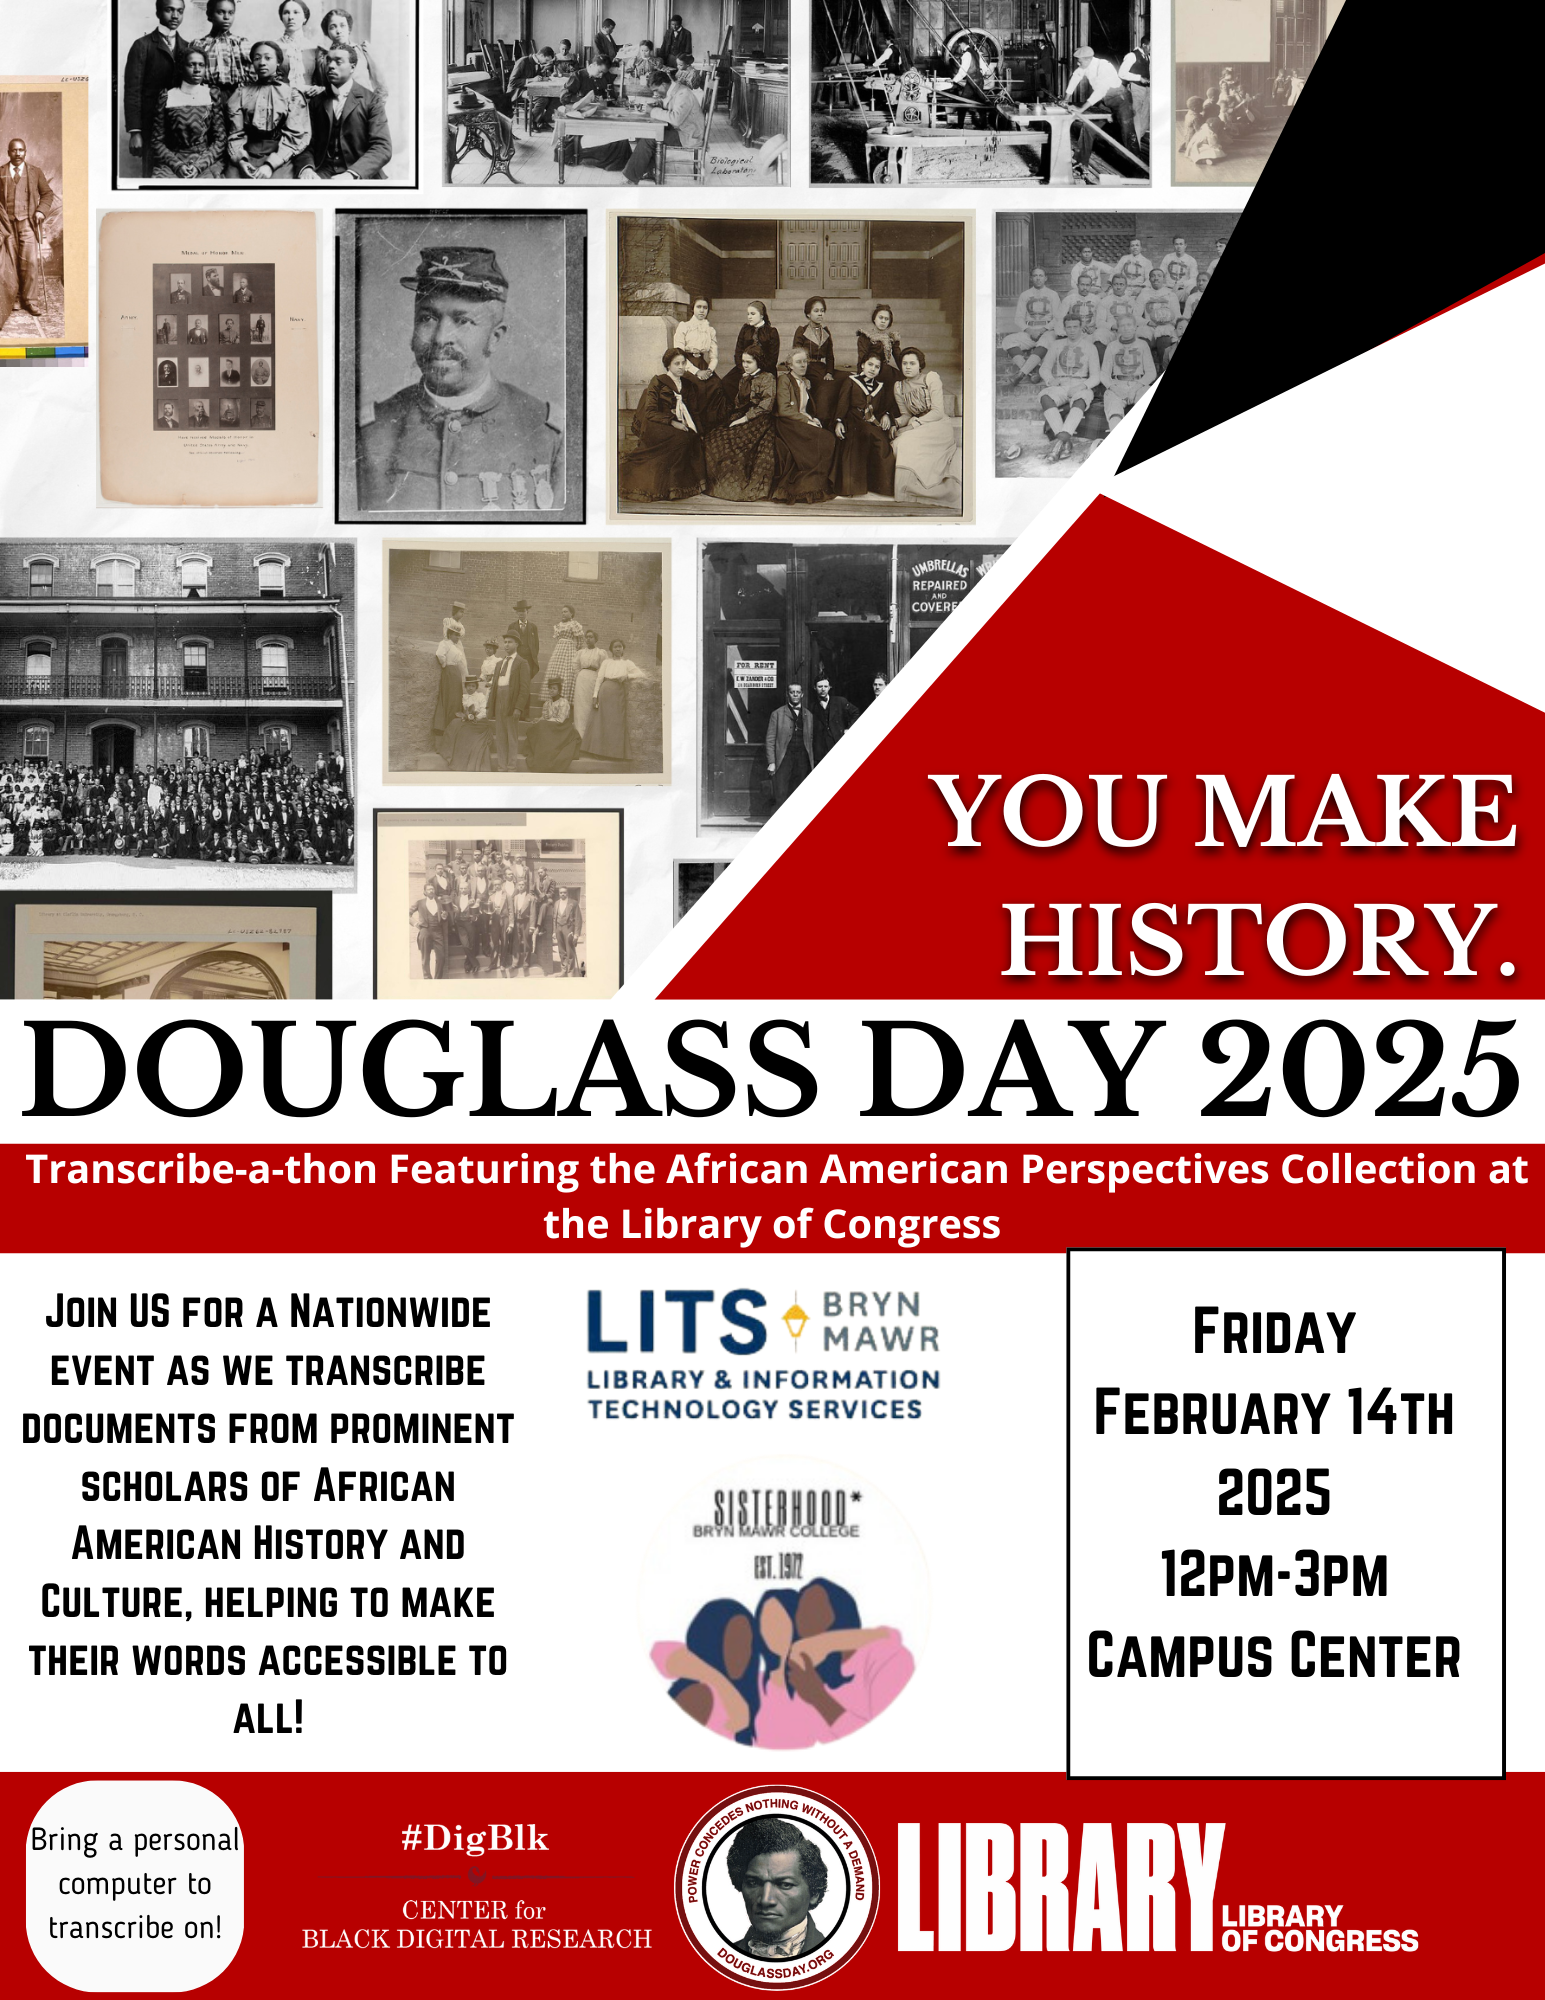 Biological
Laboratory
MEDAL OF HONOR MEN
UMBRELLAS
REPAIRED
AND
COVERE
FOR RENT
YOU MAKE
HISTORY.
DOUGLASS DAY 2025
Transcribe-a-thon Featuring the African American Perspectives Collection at
the Library of Congress
JOIN US FOR A NATIONWIDE
EVENT AS WE TRANSCRIBE
DOCUMENTS FROM PROMINENT
SCHOLARS OF AFRICAN
AMERICAN HISTORY AND
CULTURE, HELPING TO MAKE
THEIR WORDS ACCESSIBLE TO
ALL!
LITS BRYN
MAWR
LIBRARY & INFORMATION
TECHNOLOGY SERVICES
SISTERHOOD*
BRYN MAWR COLLEGE
EST. 1972
FRIDAY
FEBRUARY 14TH
2025
12PM-3PM
CAMPUS CENTER
Bring a personal
computer to
transcribe on!
#DigBlk
CENTER for
BLACK DIGITAL RESEARCH
POWER CONCEDES NOTHING WITHOUT A DEMAND
DOUGLASSDAY.ORG
LIBRARY
LIBRARY
OF CONGRESS